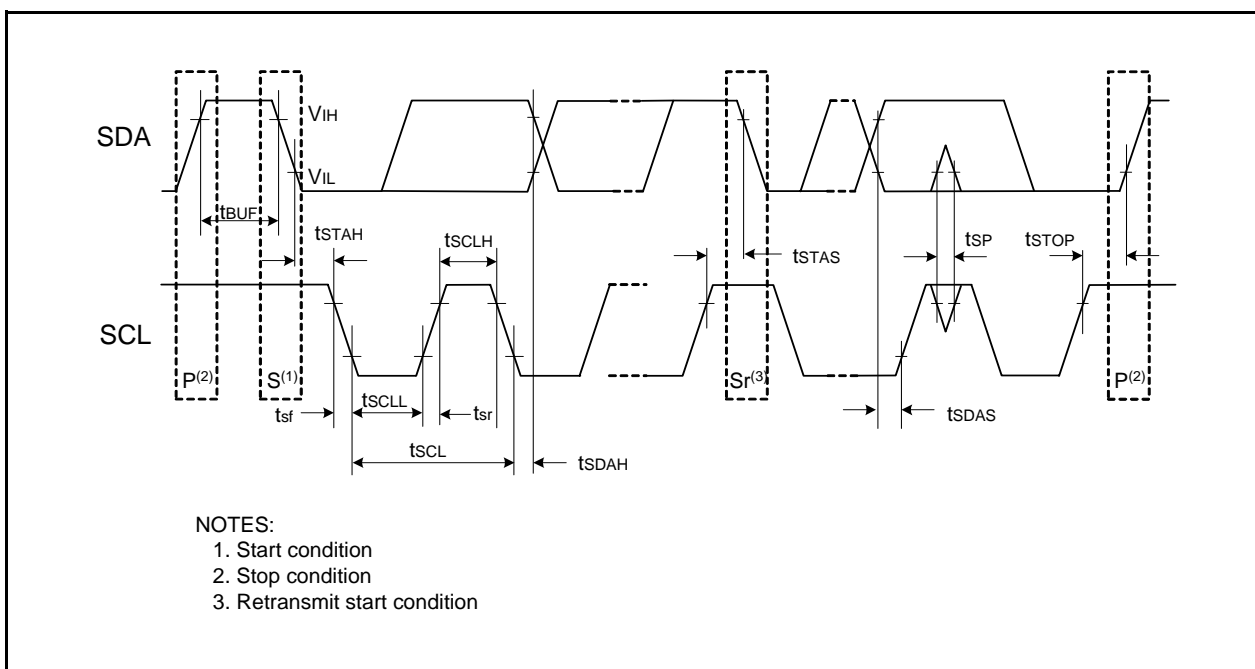 SDA
VIH
VIL
tBUF
tSTAH
tSCLH
tSTAS
tSP
tSTOP
SCL
P(2)
S(1)
Sr(3)
P(2)
tsf
tSCLL
tsr
tSDAS
tSCL
tSDAH
NOTES:
1. Start condition
2. Stop condition
3. Retransmit start condition